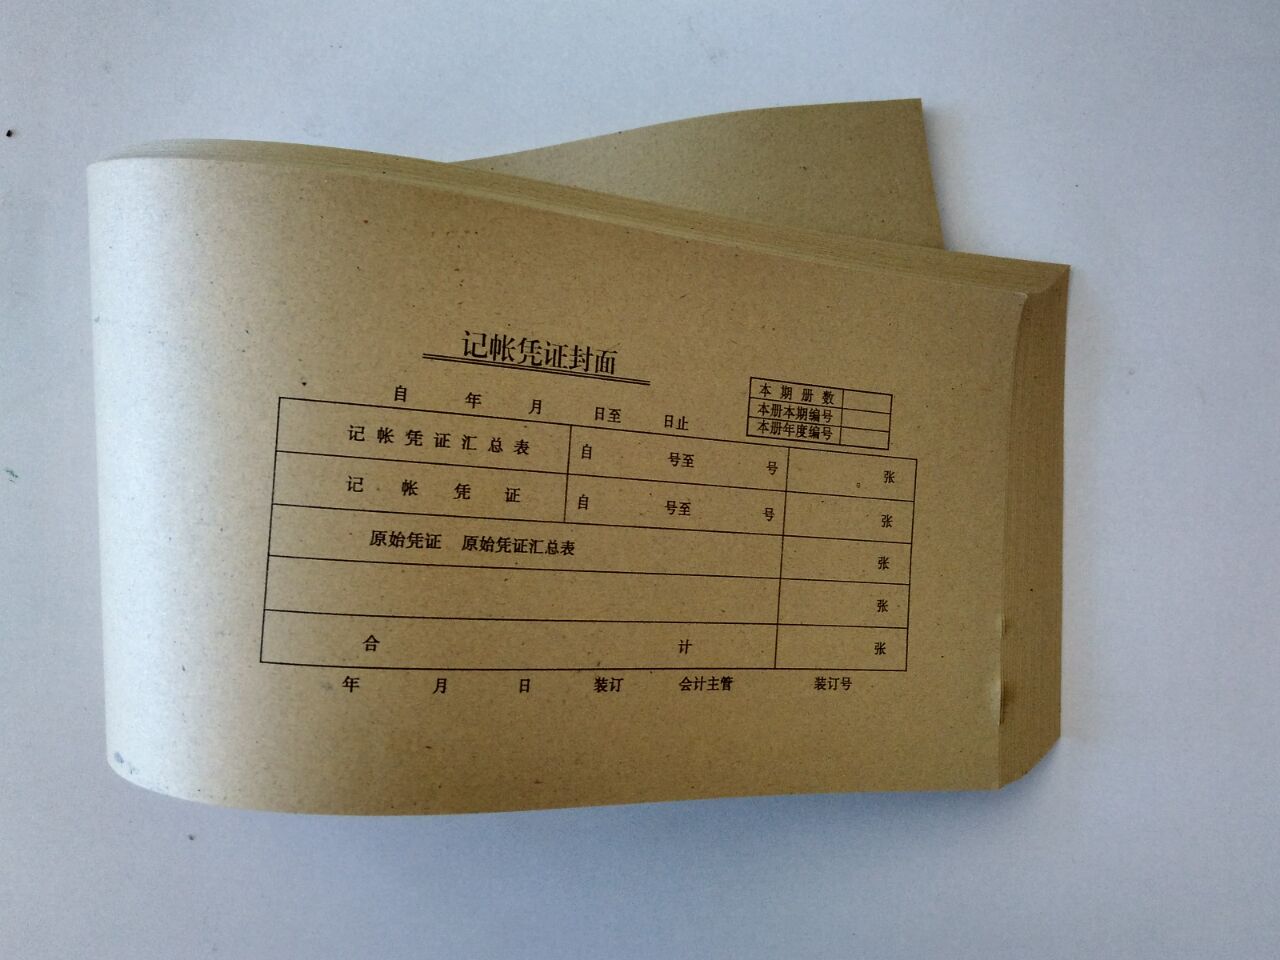 记帐凭证封面
自 年 月 日至 日止
本期册数
本册本期编号
本册年度编号
记帐凭证汇总表 自 号至 号 张
记帐凭证 自 号至 号 张
原始凭证 原始凭证汇总表 张
张
合 计 张
年 月 日 装订 会计主管 装订号